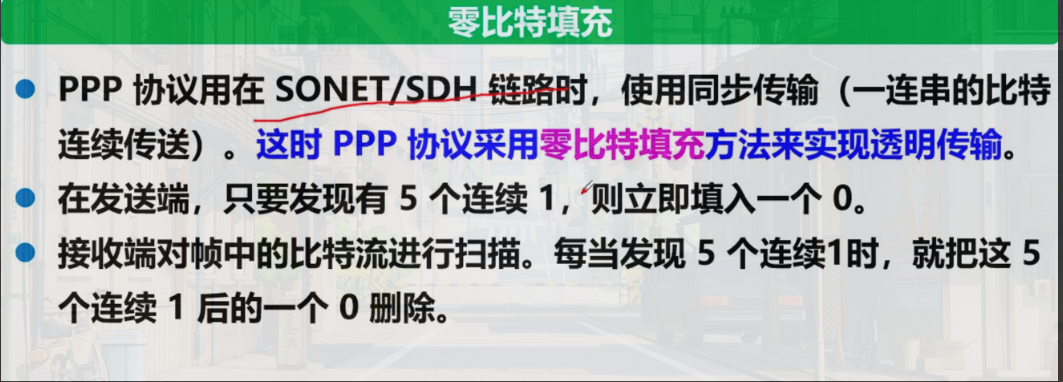 零比特填充
PPP 协议用在 SONET/SDH 链路时，使用同步传输（一连串的比特
连续传送）。这时 PPP 协议采用零比特填充方法来实现透明传输。
在发送端，只要发现有 5 个连续 1，则立即填入一个 0。
接收端对帧中的比特流进行扫描。每当发现 5 个连续1时，就把这 5
个连续 1 后的一个 0 删除。